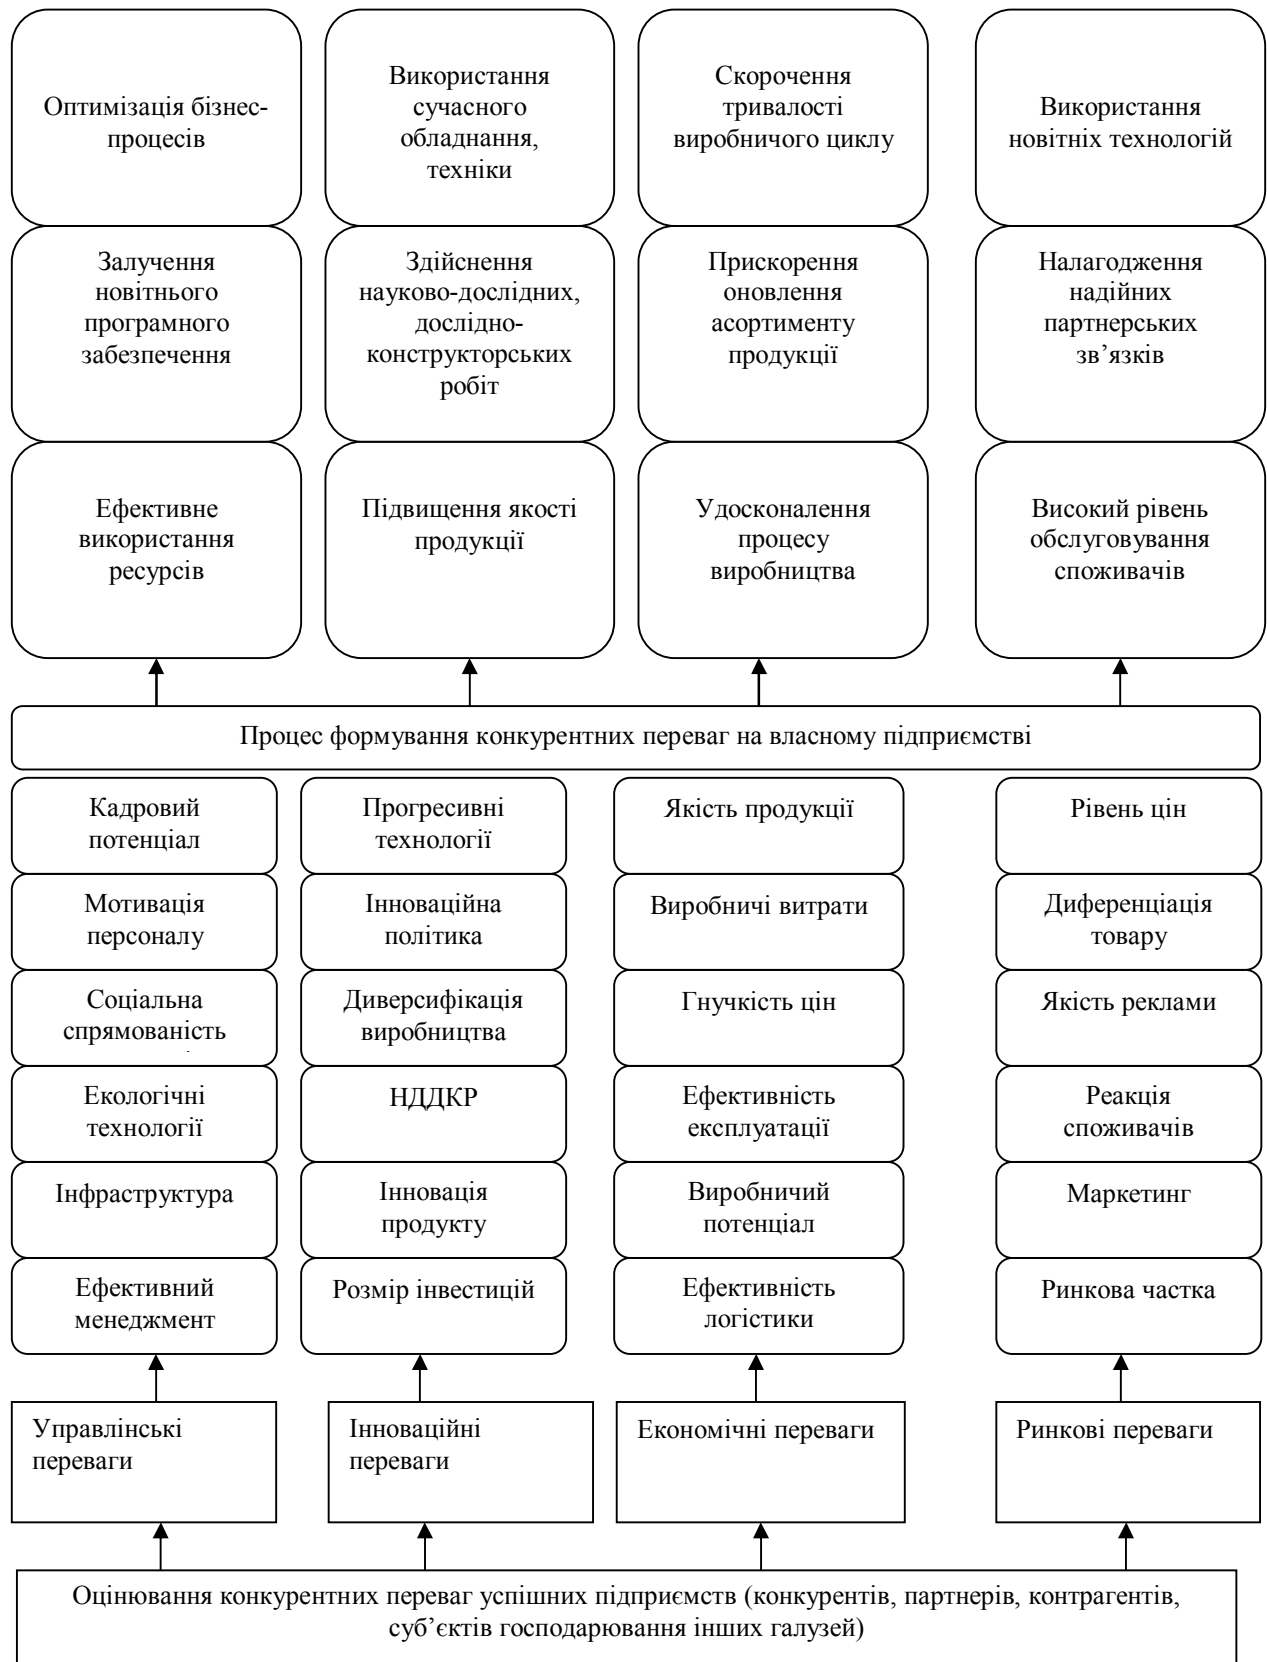 Оптимізація бізнес-
процесів
Використання
сучасного
обладнання,
техніки
Скорочення
тривалості
виробничого циклу
Використання
новітніх технологій
Залучення
новітнього
програмного
забезпечення
Здійснення
науково-дослідних,
дослідно-
конструкторських
робіт
Прискорення
оновлення
асортименту
продукції
Налагодження
надійних
партнерських
зв’язків
Ефективне
використання
ресурсів
Підвищення якості
продукції
Удосконалення
процесу
виробництва
Високий рівень
обслуговування
споживачів
Процес формування конкурентних переваг на власному підприємстві
Кадровий
потенціал
Прогресивні
технології
Якість продукції
Рівень цін
Мотивація
персоналу
Інноваційна
політика
Виробничі витрати
Диференціація
товару
Соціальна
спрямованість
Диверсифікація
виробництва
Гнучкість цін
Якість реклами
Екологічні
технології
НДДКР
Ефективність
експлуатації
Реакція
споживачів
Інфраструктура
Інновація
продукту
Виробничий
потенціал
Маркетинг
Ефективний
менеджмент
Розмір інвестицій
Ефективність
логістики
Ринкова частка
Управлінські
переваги
Інноваційні
переваги
Економічні переваги
Ринкові переваги
Оцінювання конкурентних переваг успішних підприємств (конкурентів, партнерів, контрагентів,
суб’єктів господарювання інших галузей)